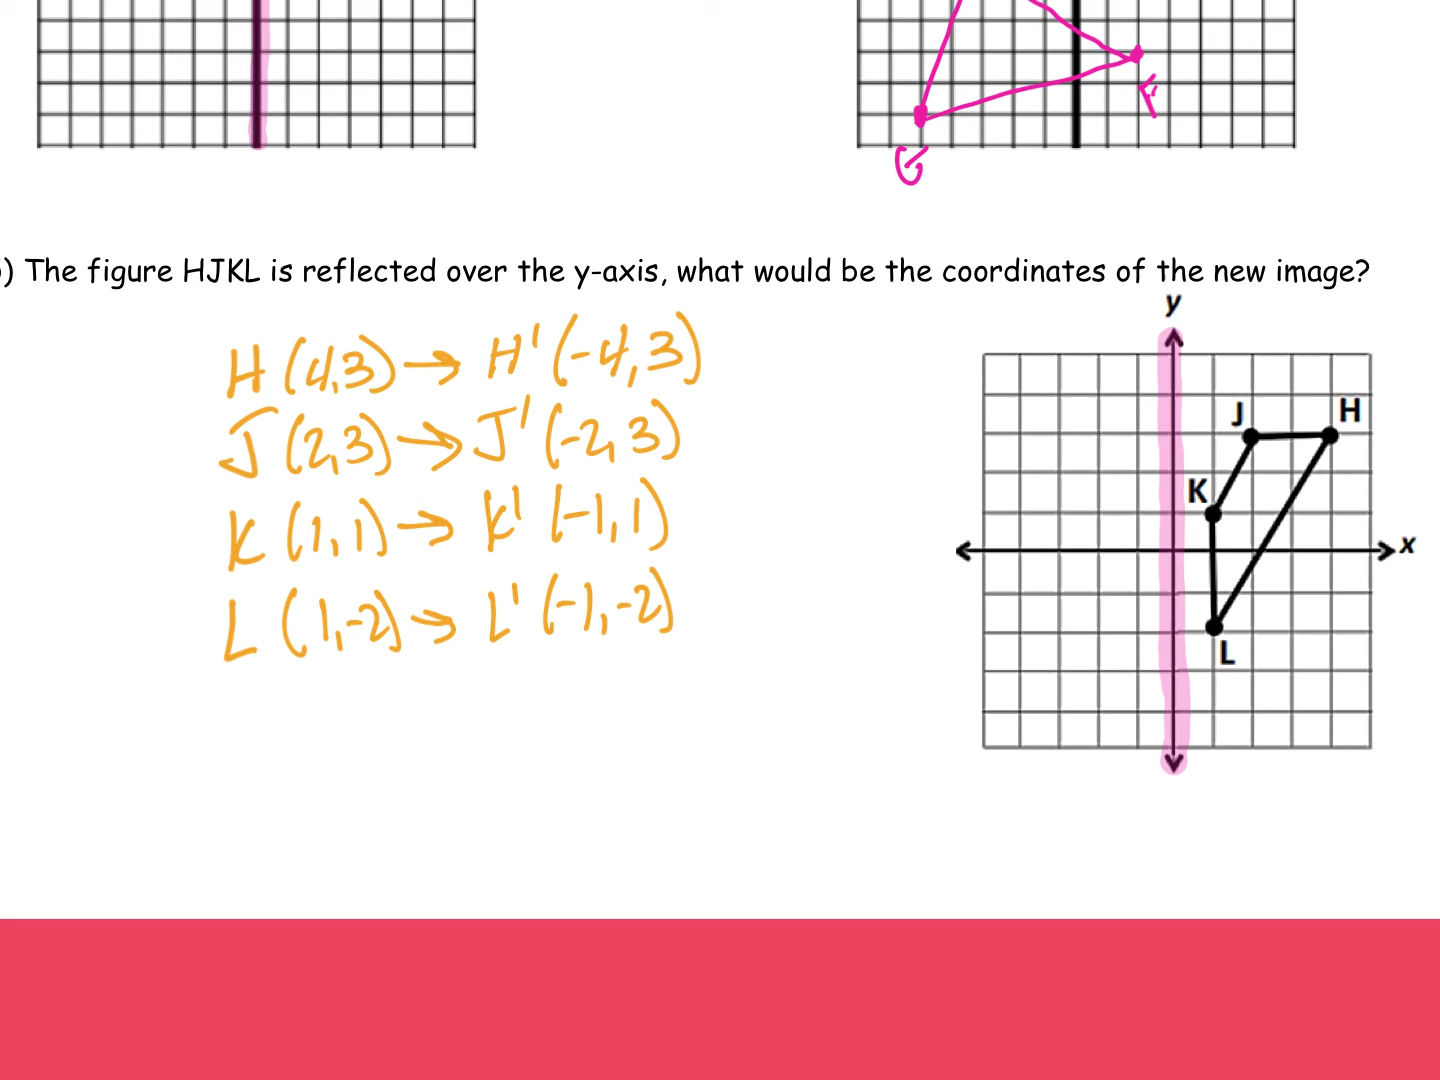 F
G
) The figure HJKL is reflected over the y-axis, what would be the coordinates of the new image?
y
H (4,3) → H' (-4,3)
J (2,3) → J' (-2,3)
K (1,1) → K' (-1,1)
L (1,-2) → L' (-1,-2)
J H
K
x
L